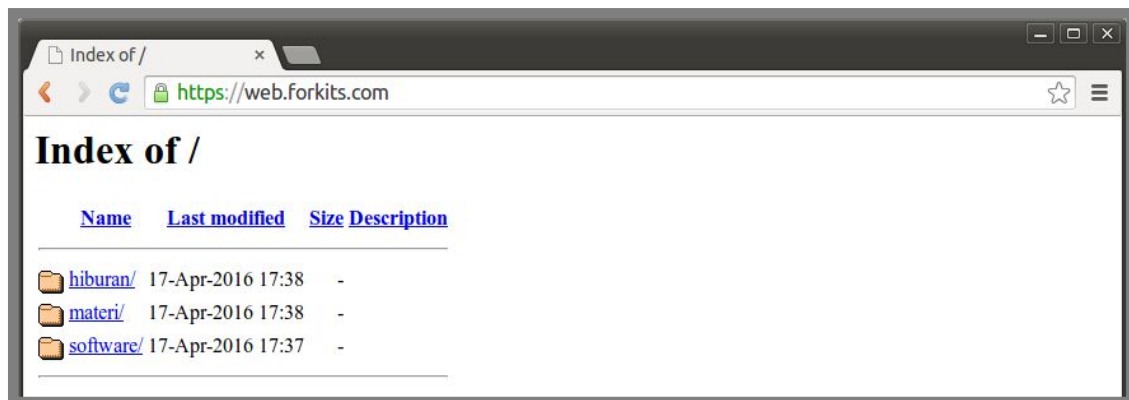 Index of /
https://web.forkits.com
Index of /
Name Last modified Size Description
hiburan/ 17-Apr-2016 17:38 -
materi/ 17-Apr-2016 17:38 -
software/ 17-Apr-2016 17:37 -